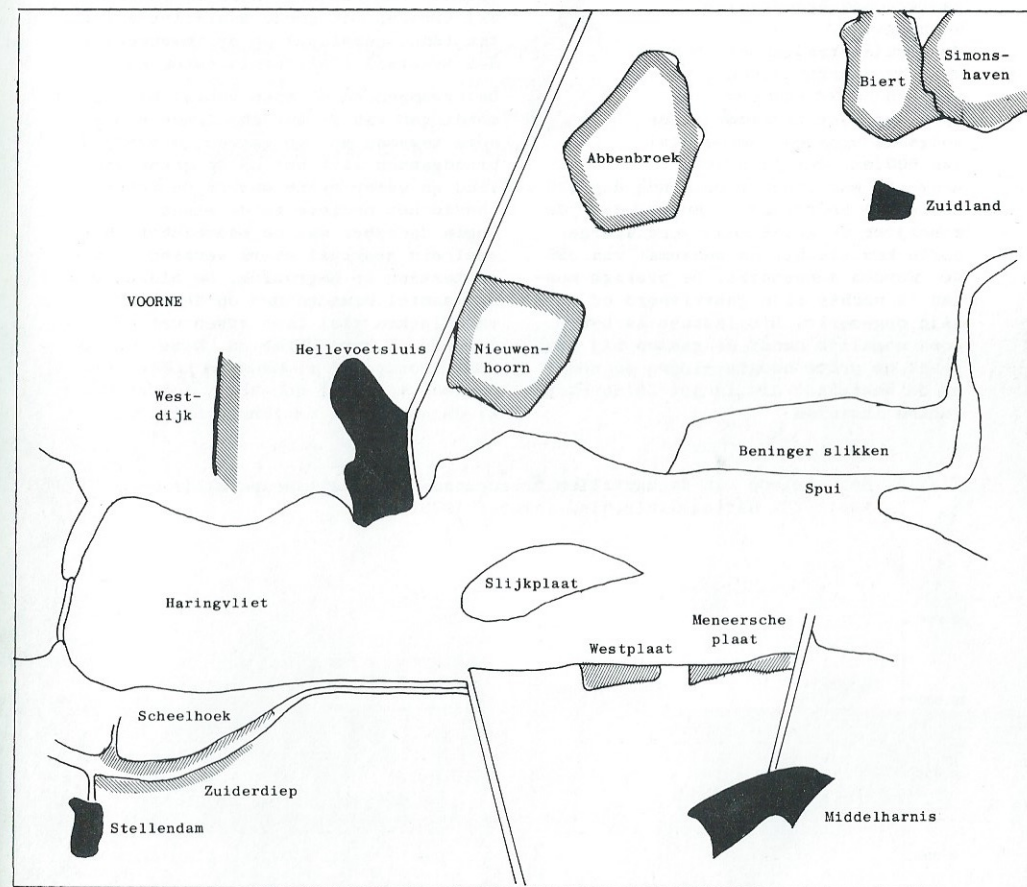 Simons-
haven
Biert
Abbenbroek
Zuidland
VOORNE
Hellevoetsluis
Nieuwen-
hoorn
West-
dijk
Beninger slikken
Spui
Slijkplaat
Haringvliet
Meneersche
plaat
Westplaat
Scheelhoek
Zuiderdiep
Stellendam
Middelharnis